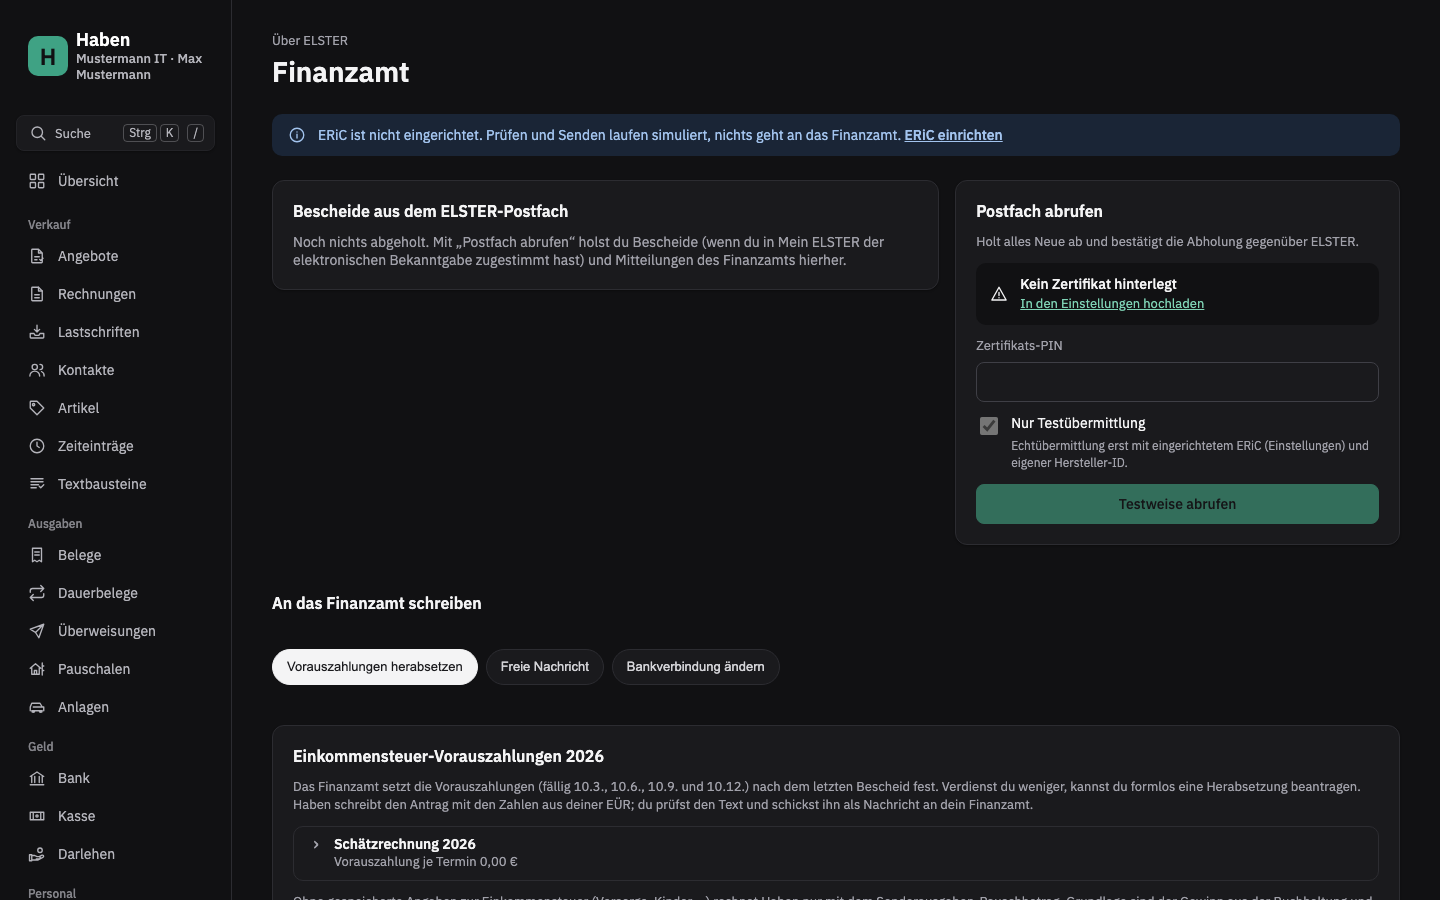 H
Haben
Mustermann IT · Max
Mustermann
Suche
Strg
K
/
Übersicht
Verkauf
Angebote
Rechnungen
Lastschriften
Kontakte
Artikel
Zeiteinträge
Textbausteine
Ausgaben
Belege
Dauerbelege
Überweisungen
Pauschalen
Anlagen
Geld
Bank
Kasse
Darlehen
Personal
Über ELSTER
Finanzamt
ERiC ist nicht eingerichtet. Prüfen und Senden laufen simuliert, nichts geht an das Finanzamt. ERiC einrichten
Bescheide aus dem ELSTER-Postfach
Noch nichts abgeholt. Mit „Postfach abrufen“ holst du Bescheide (wenn du in Mein ELSTER der
elektronischen Bekanntgabe zugestimmt hast) und Mitteilungen des Finanzamts hierher.
Postfach abrufen
Holt alles Neue ab und bestätigt die Abholung gegenüber ELSTER.
Kein Zertifikat hinterlegt
In den Einstellungen hochladen
Zertifikats-PIN
Nur Testübermittlung
Echtübermittlung erst mit eingerichtetem ERiC (Einstellungen) und
eigener Hersteller-ID.
Testweise abrufen
An das Finanzamt schreiben
Vorauszahlungen herabsetzen
Freie Nachricht
Bankverbindung ändern
Einkommensteuer-Vorauszahlungen 2026
Das Finanzamt setzt die Vorauszahlungen (fällig 10.3., 10.6., 10.9. und 10.12.) nach dem letzten Bescheid fest. Verdienst du weniger, kannst du formlos eine Herabsetzung beantragen.
Haben schreibt den Antrag mit den Zahlen aus deiner EÜR; du prüfst den Text und schickst ihn als Nachricht an dein Finanzamt.
Schätzrechnung 2026
Vorauszahlung je Termin 0,00 €